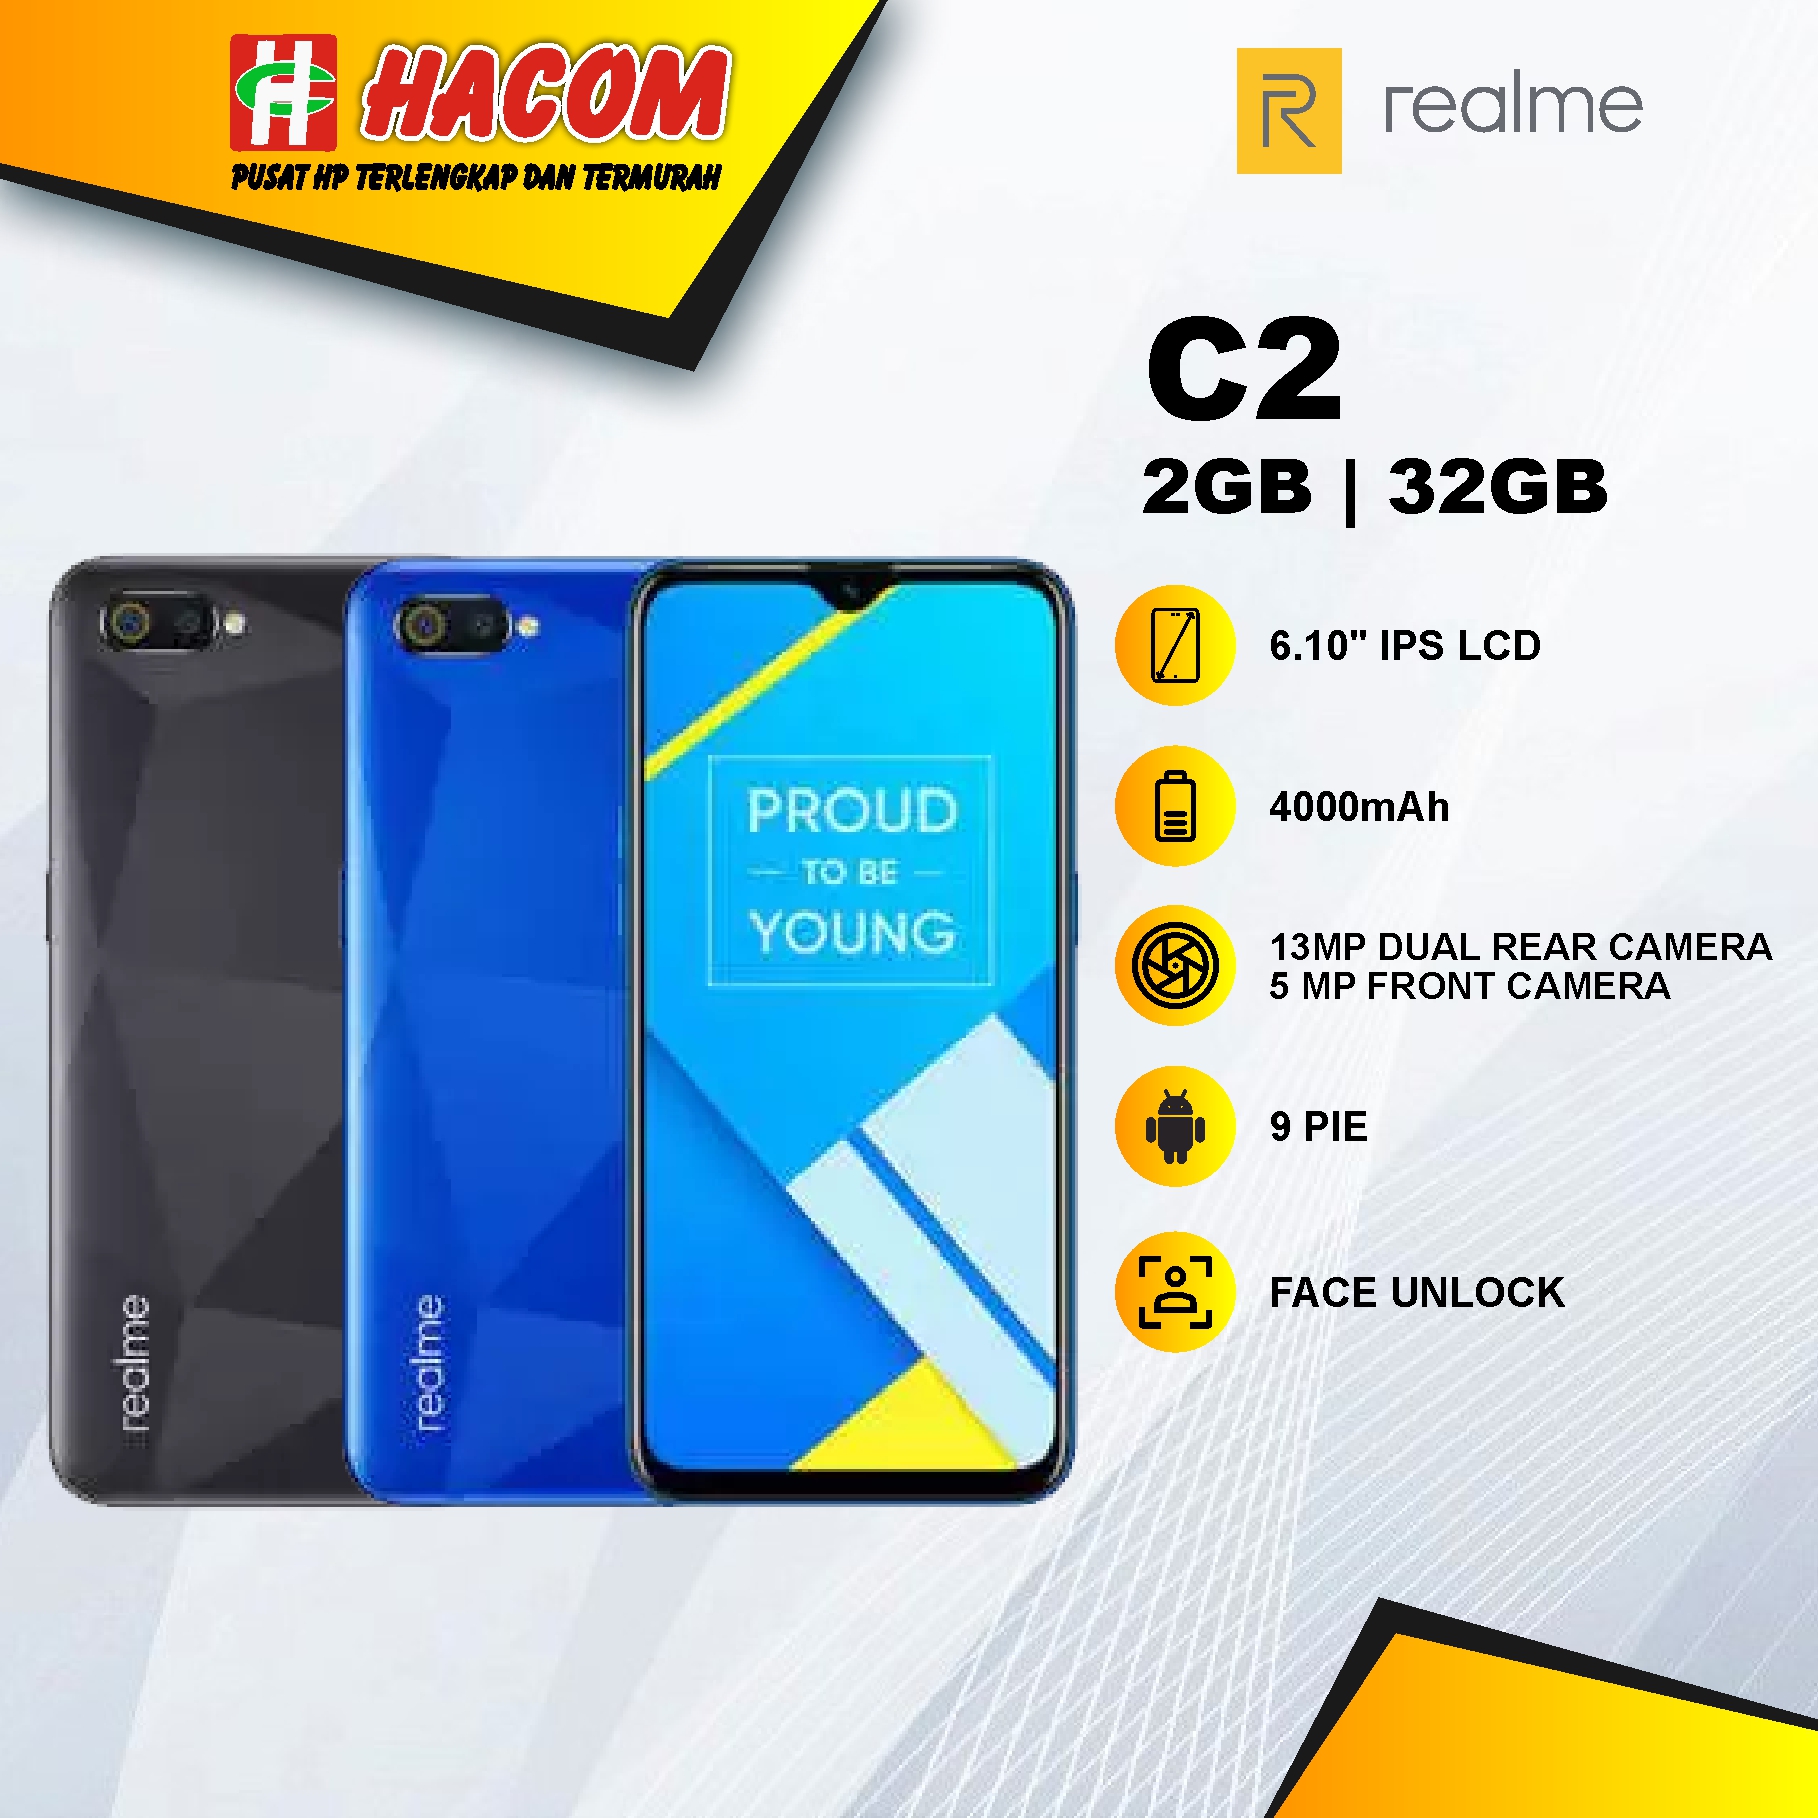 HACOM
PUSAT HP TERLENGKAP DAN TERMURAH
R realme
C2
2GB | 32GB
6.10" IPS LCD
4000mAh
13MP DUAL REAR CAMERA
5 MP FRONT CAMERA
9 PIE
FACE UNLOCK
PROUD
TO BE
YOUNG
realme
realme